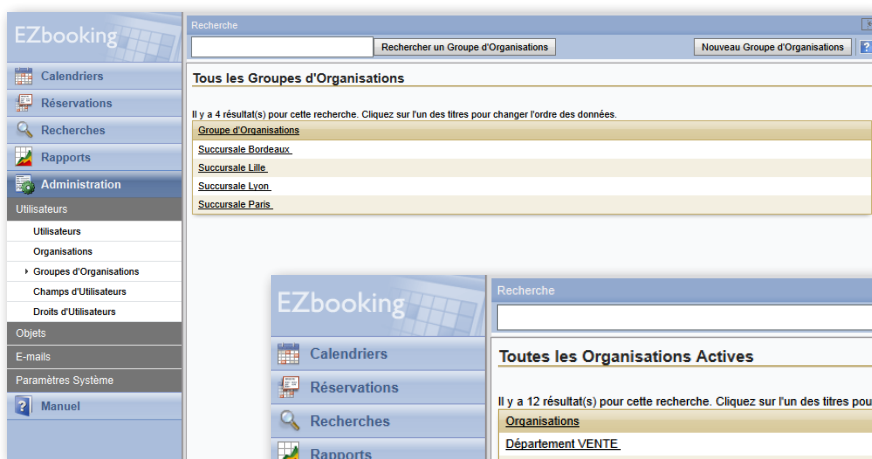 EZbooking
Recherche
Rechercher un Groupe d'Organisations
Nouveau Groupe d'Organisations
?
Calendriers
Réservations
Recherches
Rapports
Administration
Utilisateurs
Utilisateurs
Organisations
Groupes d'Organisations
Champs d'Utilisateurs
Droits d'Utilisateurs
Objets
E-mails
Paramètres Système
Manuel
Tous les Groupes d'Organisations
Il y a 4 résultat(s) pour cette recherche. Cliquez sur l'un des titres pour changer l'ordre des données.
Groupe d'Organisations
Succursale Bordeaux
Succursale Lille
Succursale Lyon
Succursale Paris
EZbooking
Recherche
Calendriers
Réservations
Recherches
Rapports
Toutes les Organisations Actives
Il y a 12 résultat(s) pour cette recherche. Cliquez sur l'un des titres pou
Organisations
Département VENTE